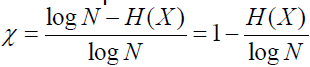 χ = (log N − H(X)) / log N = 1 − H(X) / log N